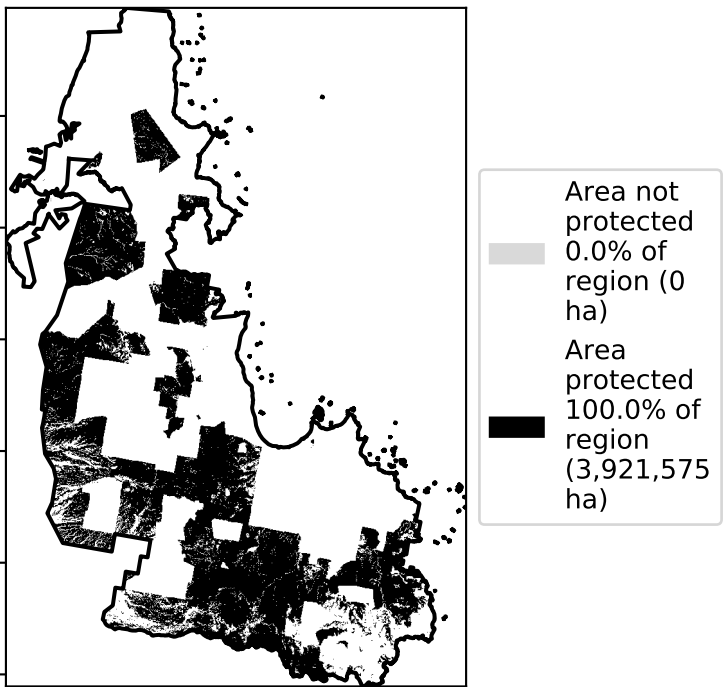 Area not
protected
0.0% of
region (0
ha)
Area
protected
100.0% of
region
(3,921,575
ha)